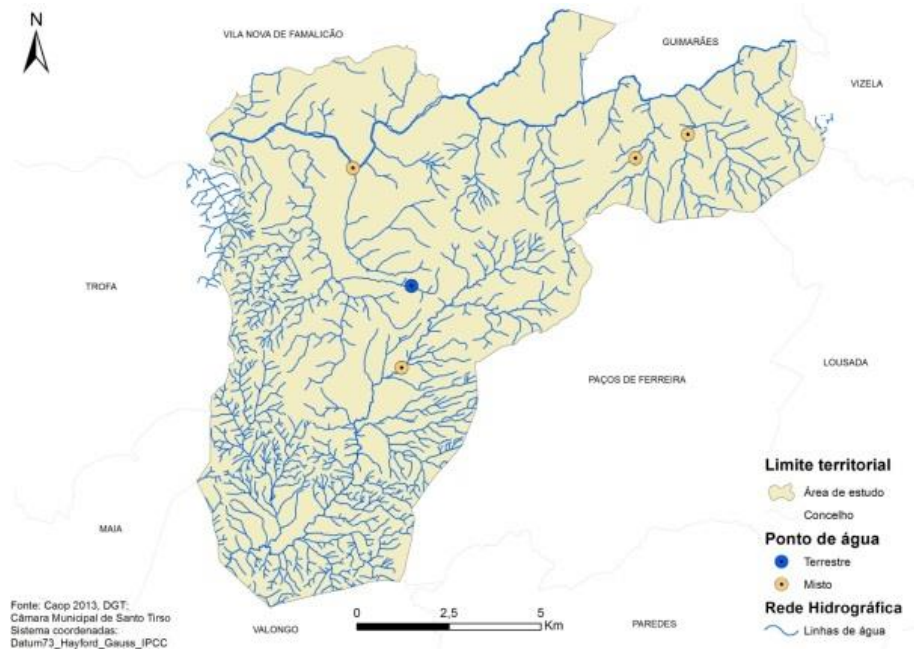 N
VILA NOVA DE FAMALICÃO
GUIMARÃES
VIZELA
TROFA
LOUSADA
PAÇOS DE FERREIRA
MAIA
VALONGO
PAREDES
Limite territorial
Área de estudo
Concelho
Ponto de água
Terrestre
Misto
Rede Hidrográfica
Linhas de água
Fonte: Caop 2013, DGT;
Câmara Municipal de Santo Tirso
Sistema coordenadas:
Datum73_Hayford_Gauss_IPCC
0 2,5 5
Km